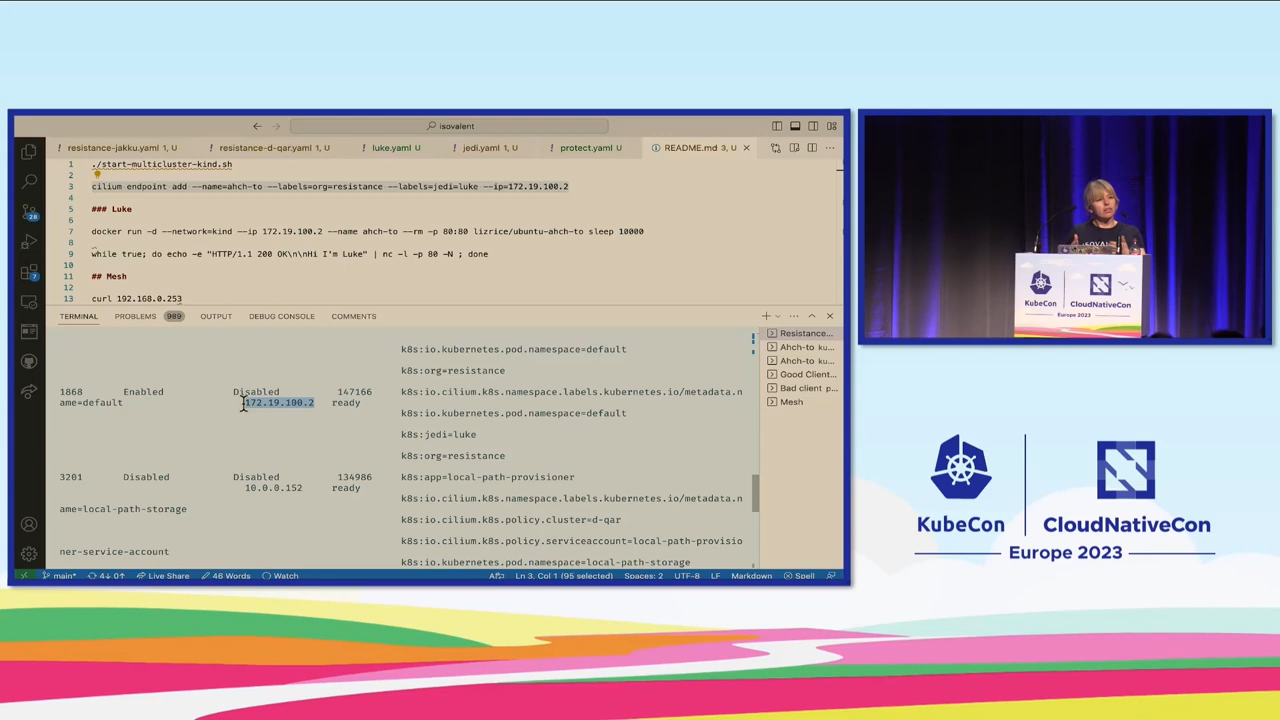 isovalent
resistance-jakku.yaml 1, U
resistance-d-qar.yaml 1, U
luke.yaml U
jedi.yaml 1, U
protect.yaml U
README.md 3, U
1 ./start-multicluster-kind.sh
2
3 cilium endpoint add --name=ahch-to --labels=org=resistance --labels=jedi=luke --ip=172.19.100.2
4
5 ### Luke
6
7 docker run -d --network=kind --ip 172.19.100.2 --name ahch-to --rm -p 80:80 lizrice/ubuntu-ahch-to sleep 10000
8
9 while true; do echo -e "HTTP/1.1 200 OK\n\nHi I'm Luke" | nc -l -p 80 -N ; done
10
11 ## Mesh
12
13 curl 192.168.0.253
28
7
TERMINAL PROBLEMS 989 OUTPUT DEBUG CONSOLE COMMENTS
k8s:io.kubernetes.pod.namespace=default
k8s:org=resistance
1868 Enabled Disabled 147166 k8s:io.cilium.k8s.namespace.labels.kubernetes.io/metadata.n
ame=default 172.19.100.2 ready
k8s:io.kubernetes.pod.namespace=default
k8s:jedi=luke
k8s:org=resistance
3201 Disabled Disabled 134986 k8s:app=local-path-provisioner
10.0.0.152 ready
k8s:io.cilium.k8s.namespace.labels.kubernetes.io/metadata.n
ame=local-path-storage
k8s:io.cilium.k8s.policy.cluster=d-qar
k8s:io.cilium.k8s.policy.serviceaccount=local-path-provisio
ner-service-account
k8s:io.kubernetes.pod.namespace=local-path-storage
Resistance...
Ahch-to ku...
Ahch-to ku...
Good Client...
Bad client p...
Mesh
main* 4↓ 0↑ Live Share 46 Words Watch Ln 3, Col 1 (95 selected) Spaces: 2 UTF-8 LF Markdown Spell
ISOVALENT
KubeCon CloudNativeCon
Europe 2023
KubeCon CloudNativeCon
Europe 2023